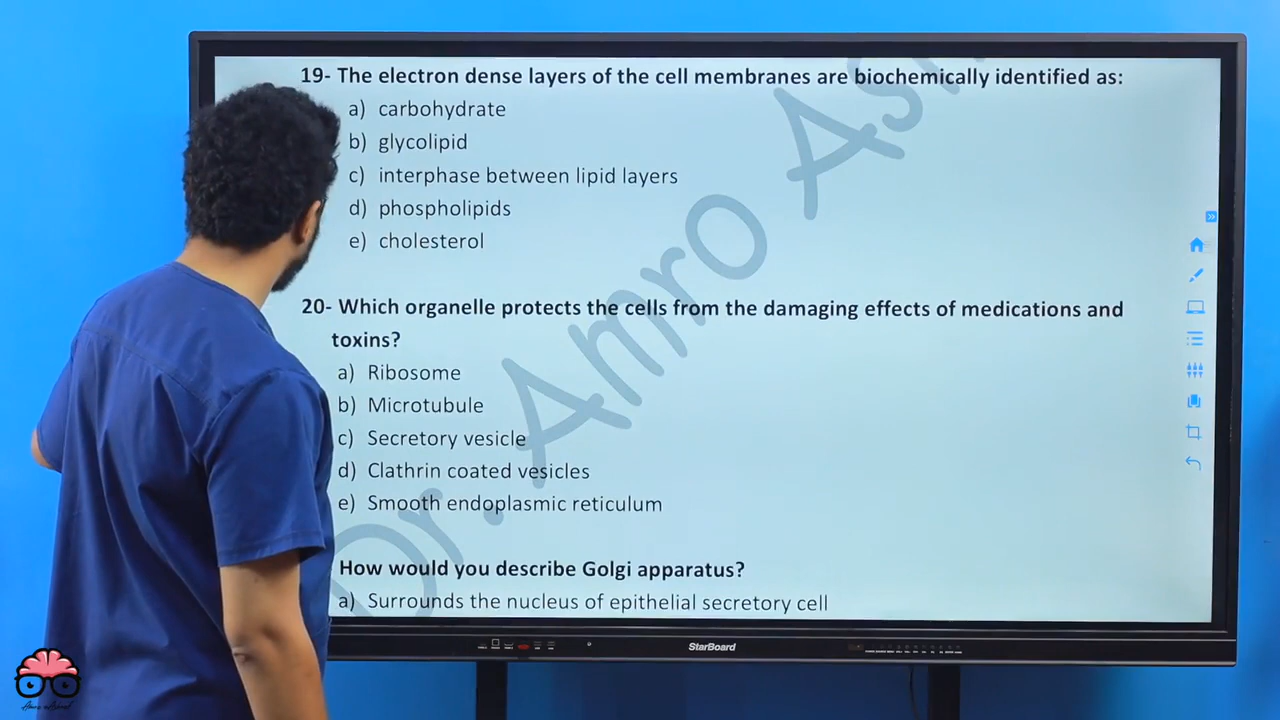 19- The electron dense layers of the cell membranes are biochemically identified as:
a) carbohydrate
b) glycolipid
c) interphase between lipid layers
d) phospholipids
e) cholesterol
20- Which organelle protects the cells from the damaging effects of medications and
toxins?
a) Ribosome
b) Microtubule
c) Secretory vesicle
d) Clathrin coated vesicles
e) Smooth endoplasmic reticulum
How would you describe Golgi apparatus?
a) Surrounds the nucleus of epithelial secretory cell
Dr. Amro
StarBoard